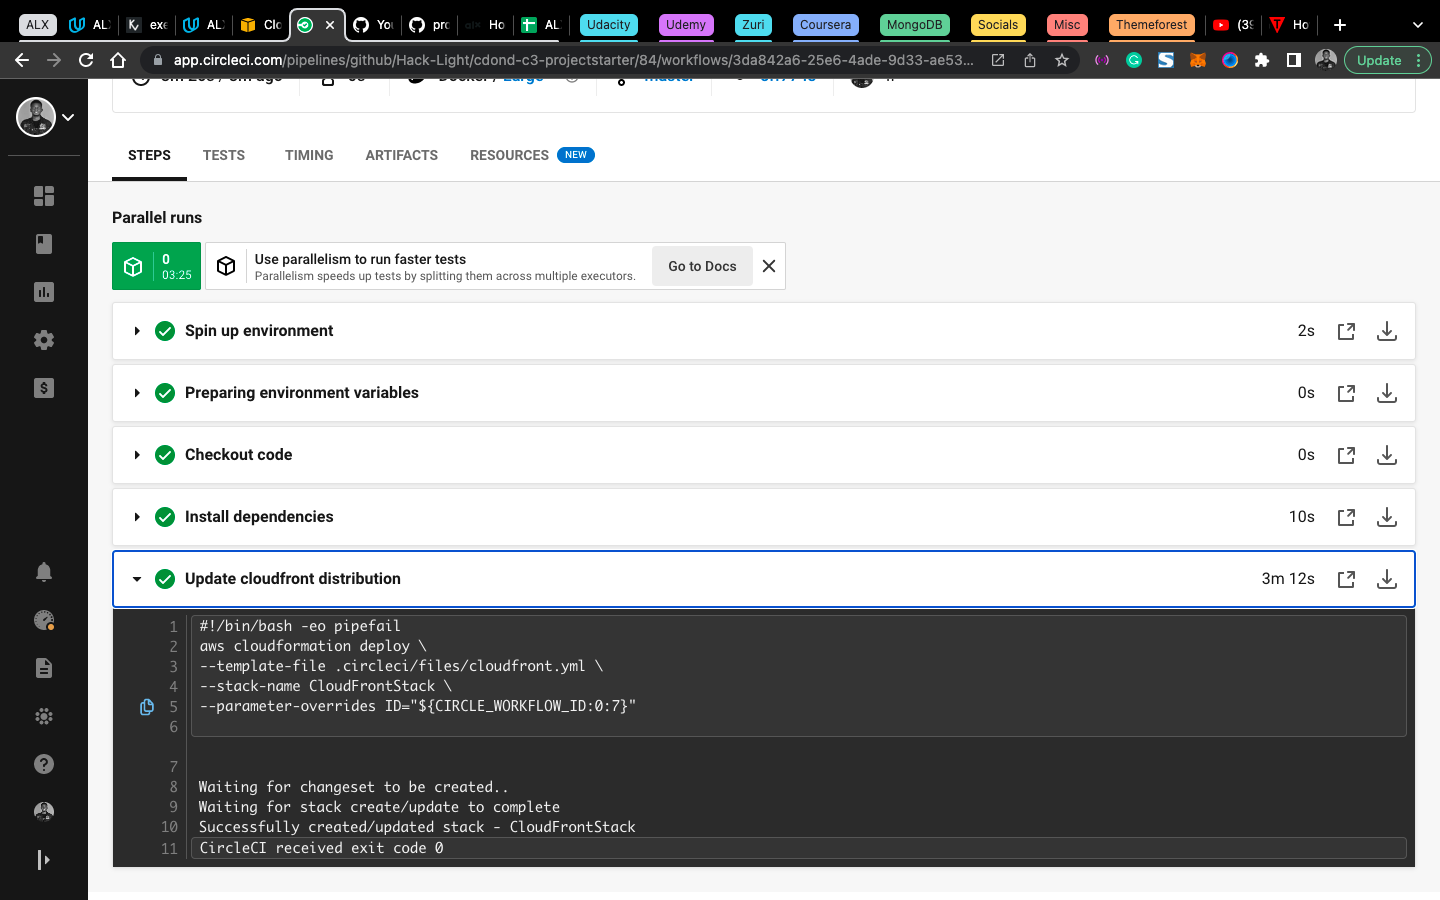 ALX
AL
exe
AL
Clo
Yo
pro
Ho
AL
Udacity
Udemy
Zuri
Coursera
MongoDB
Socials
Misc
Themeforest
(39
Ho
app.circleci.com/pipelines/github/Hack-Light/cdond-c3-projectstarter/84/workflows/3da842a6-25e6-4ade-9d33-ae53...
Update
Docker / Large
master
STEPS
TESTS
TIMING
ARTIFACTS
RESOURCES
NEW
Parallel runs
0
03:25
Use parallelism to run faster tests
Parallelism speeds up tests by splitting them across multiple executors.
Go to Docs
Spin up environment
2s
Preparing environment variables
0s
Checkout code
0s
Install dependencies
10s
Update cloudfront distribution
3m 12s
1 #!/bin/bash -eo pipefail
2 aws cloudformation deploy \
3 --template-file .circleci/files/cloudfront.yml \
4 --stack-name CloudFrontStack \
5 --parameter-overrides ID="${CIRCLE_WORKFLOW_ID:0:7}"
6
7
8 Waiting for changeset to be created..
9 Waiting for stack create/update to complete
10 Successfully created/updated stack - CloudFrontStack
11 CircleCI received exit code 0